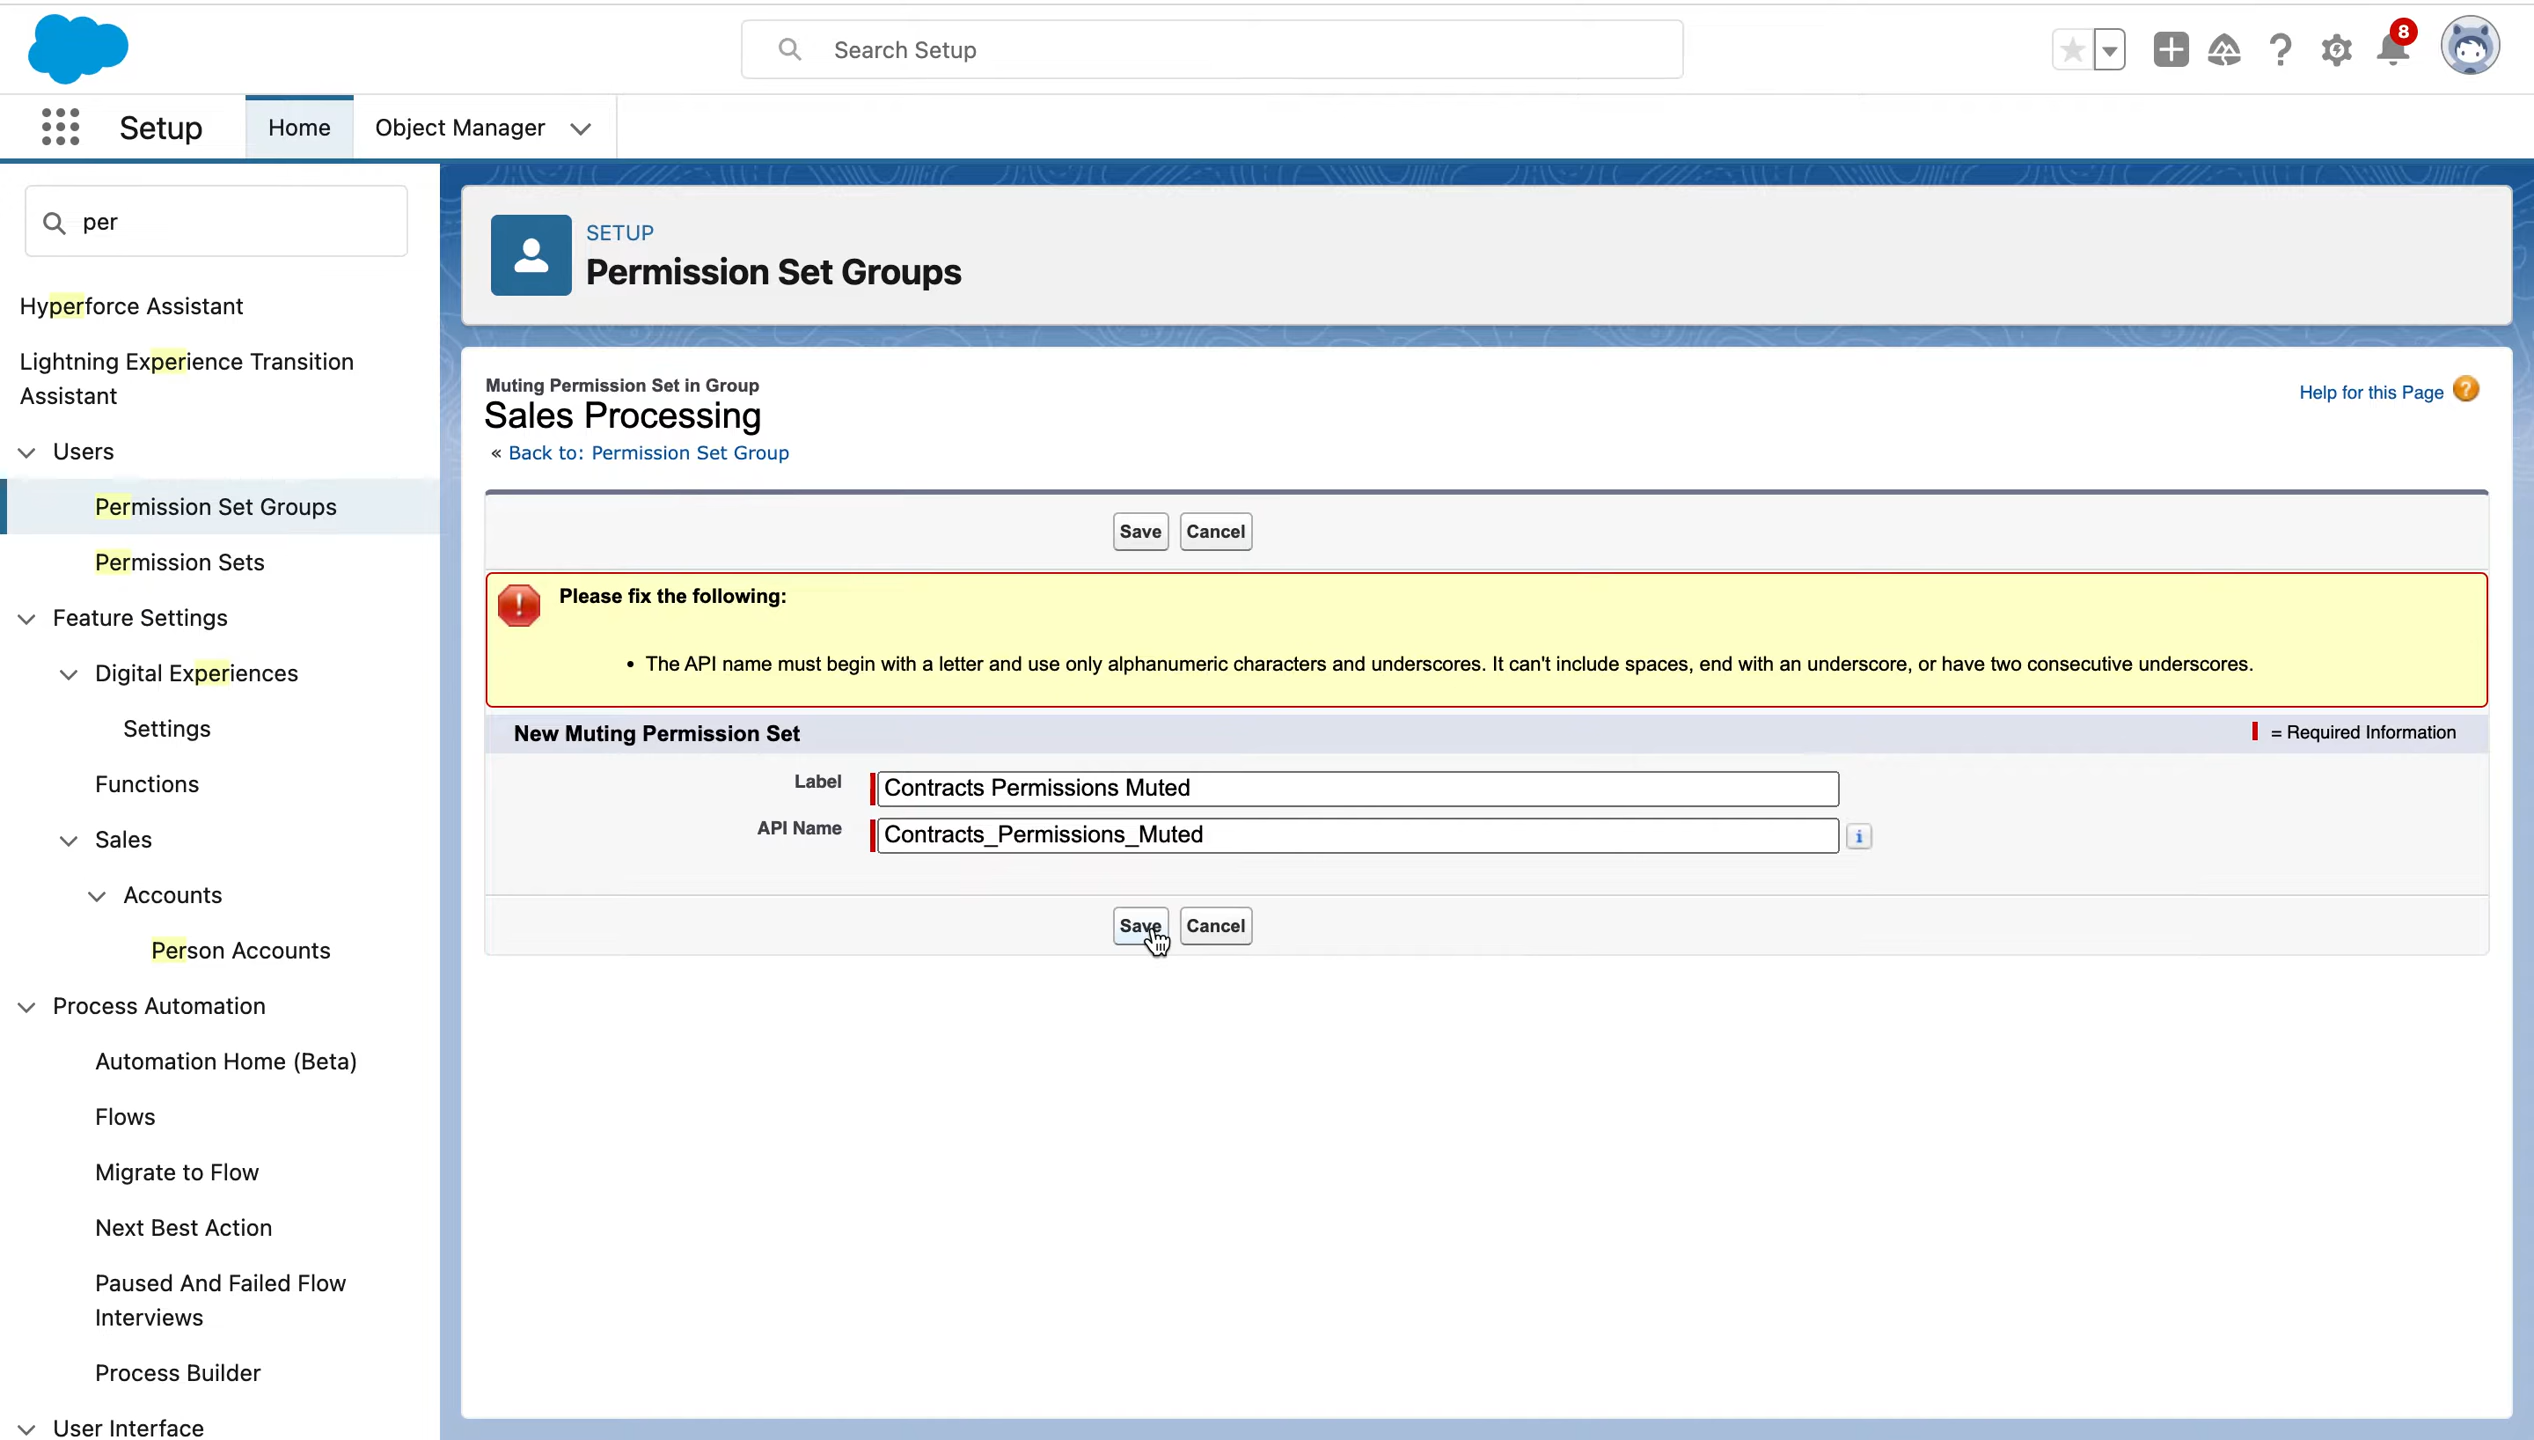 Search Setup
8
Setup
Home
Object Manager
per
Hyperforce Assistant
Lightning Experience Transition
Assistant
Users
Permission Set Groups
Permission Sets
Feature Settings
Digital Experiences
Settings
Functions
Sales
Accounts
Person Accounts
Process Automation
Automation Home (Beta)
Flows
Migrate to Flow
Next Best Action
Paused And Failed Flow
Interviews
Process Builder
User Interface
SETUP
Permission Set Groups
Muting Permission Set in Group
Sales Processing
« Back to: Permission Set Group
Help for this Page ?
Save Cancel
Please fix the following:
• The API name must begin with a letter and use only alphanumeric characters and underscores. It can't include spaces, end with an underscore, or have two consecutive underscores.
New Muting Permission Set
= Required Information
Label Contracts Permissions Muted
API Name Contracts_Permissions_Muted i
Save Cancel